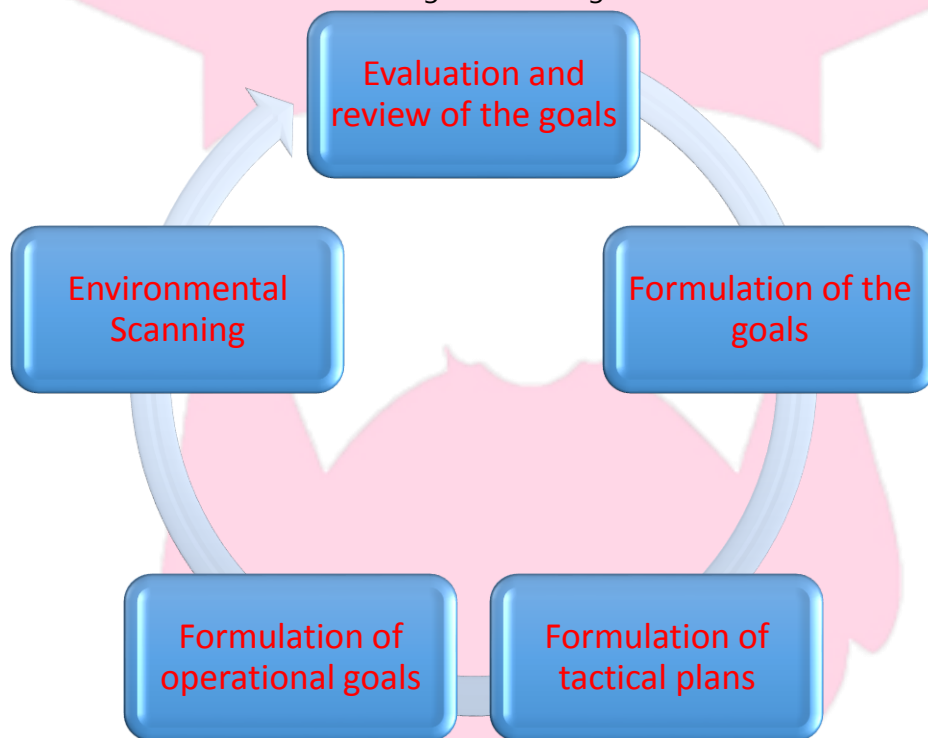 Evaluation and
review of the goals
Environmental
Scanning
Formulation of the
goals
Formulation of
operational goals
Formulation of
tactical plans